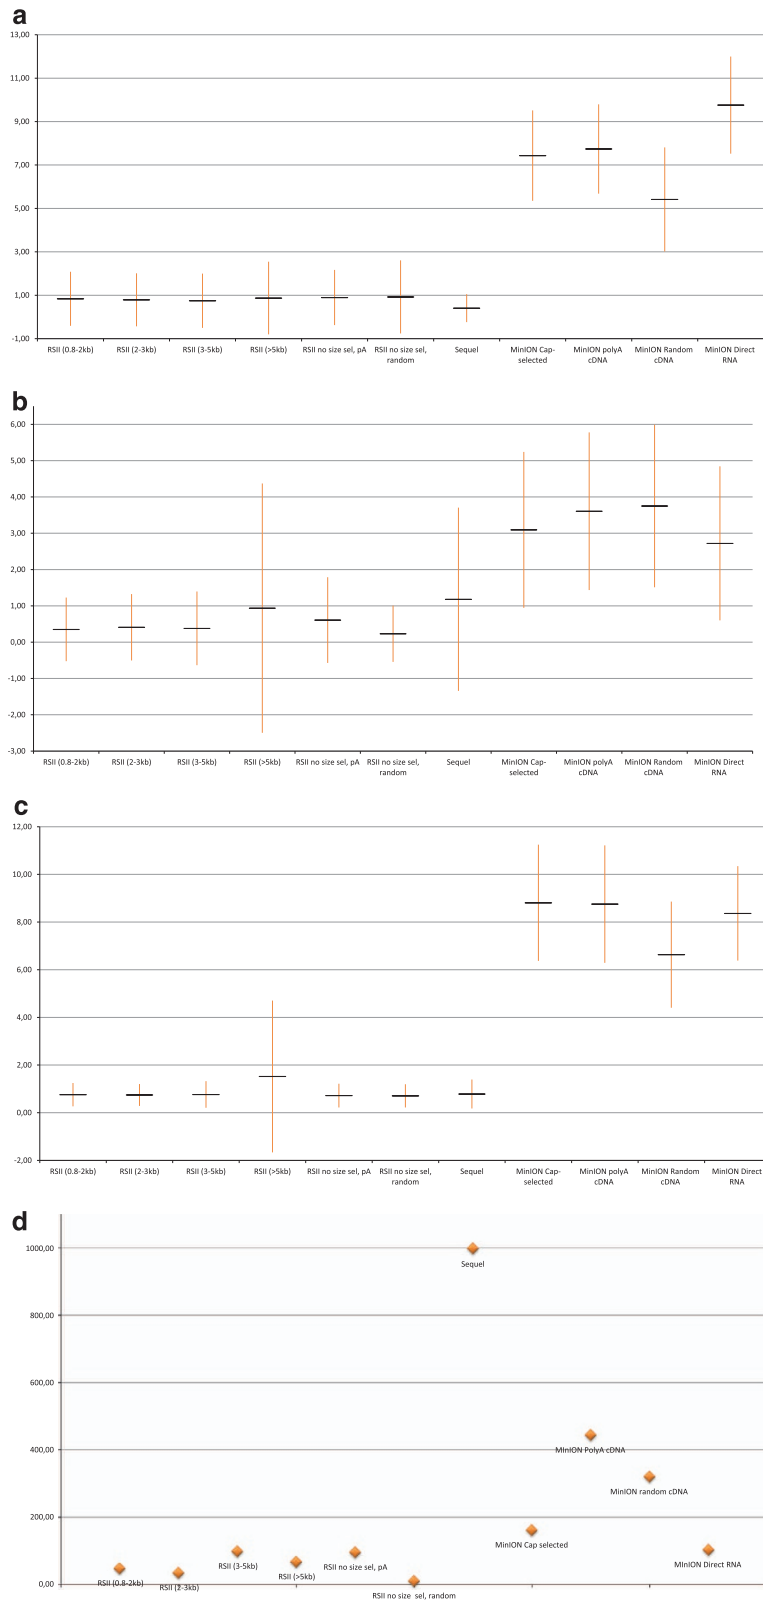 a
13,00
11,00
9,00
7,00
5,00
3,00
1,00
-1,00
RSII (0.8-2kb) RSII (2-3kb) RSII (3-5kb) RSII (>5kb) RSII no size sel, pA RSII no size sel, Sequel MinION Cap- MinION polyA MinION Random MinION Direct
random selected cDNA cDNA RNA
b
6,00
5,00
4,00
3,00
2,00
1,00
0,00
-1,00
-2,00
-3,00
RSII (0.8-2kb) RSII (2-3kb) RSII (3-5kb) RSII (>5kb) RSII no size sel, pA RSII no size sel, Sequel MinION Cap- MinION polyA MinION Random MinION Direct
random selected cDNA cDNA RNA
c
12,00
10,00
8,00
6,00
4,00
2,00
0,00
-2,00
RSII (0.8-2kb) RSII (2-3kb) RSII (3-5kb) RSII (>5kb) RSII no size sel, pA RSII no size sel, Sequel MinION Cap- MinION polyA MinION Random MinION Direct
random selected cDNA cDNA RNA
d
1000,00
Sequel
800,00
600,00
400,00
MInION PolyA cDNA
MinION random cDNA
200,00
MinION Cap selected
RSII (3-5kb) RSII no size sel, pA MInION Direct RNA
RSII (>5kb)
0,00
RSII (0.8-2kb) RSII (2-3kb)
RSII no size sel, random